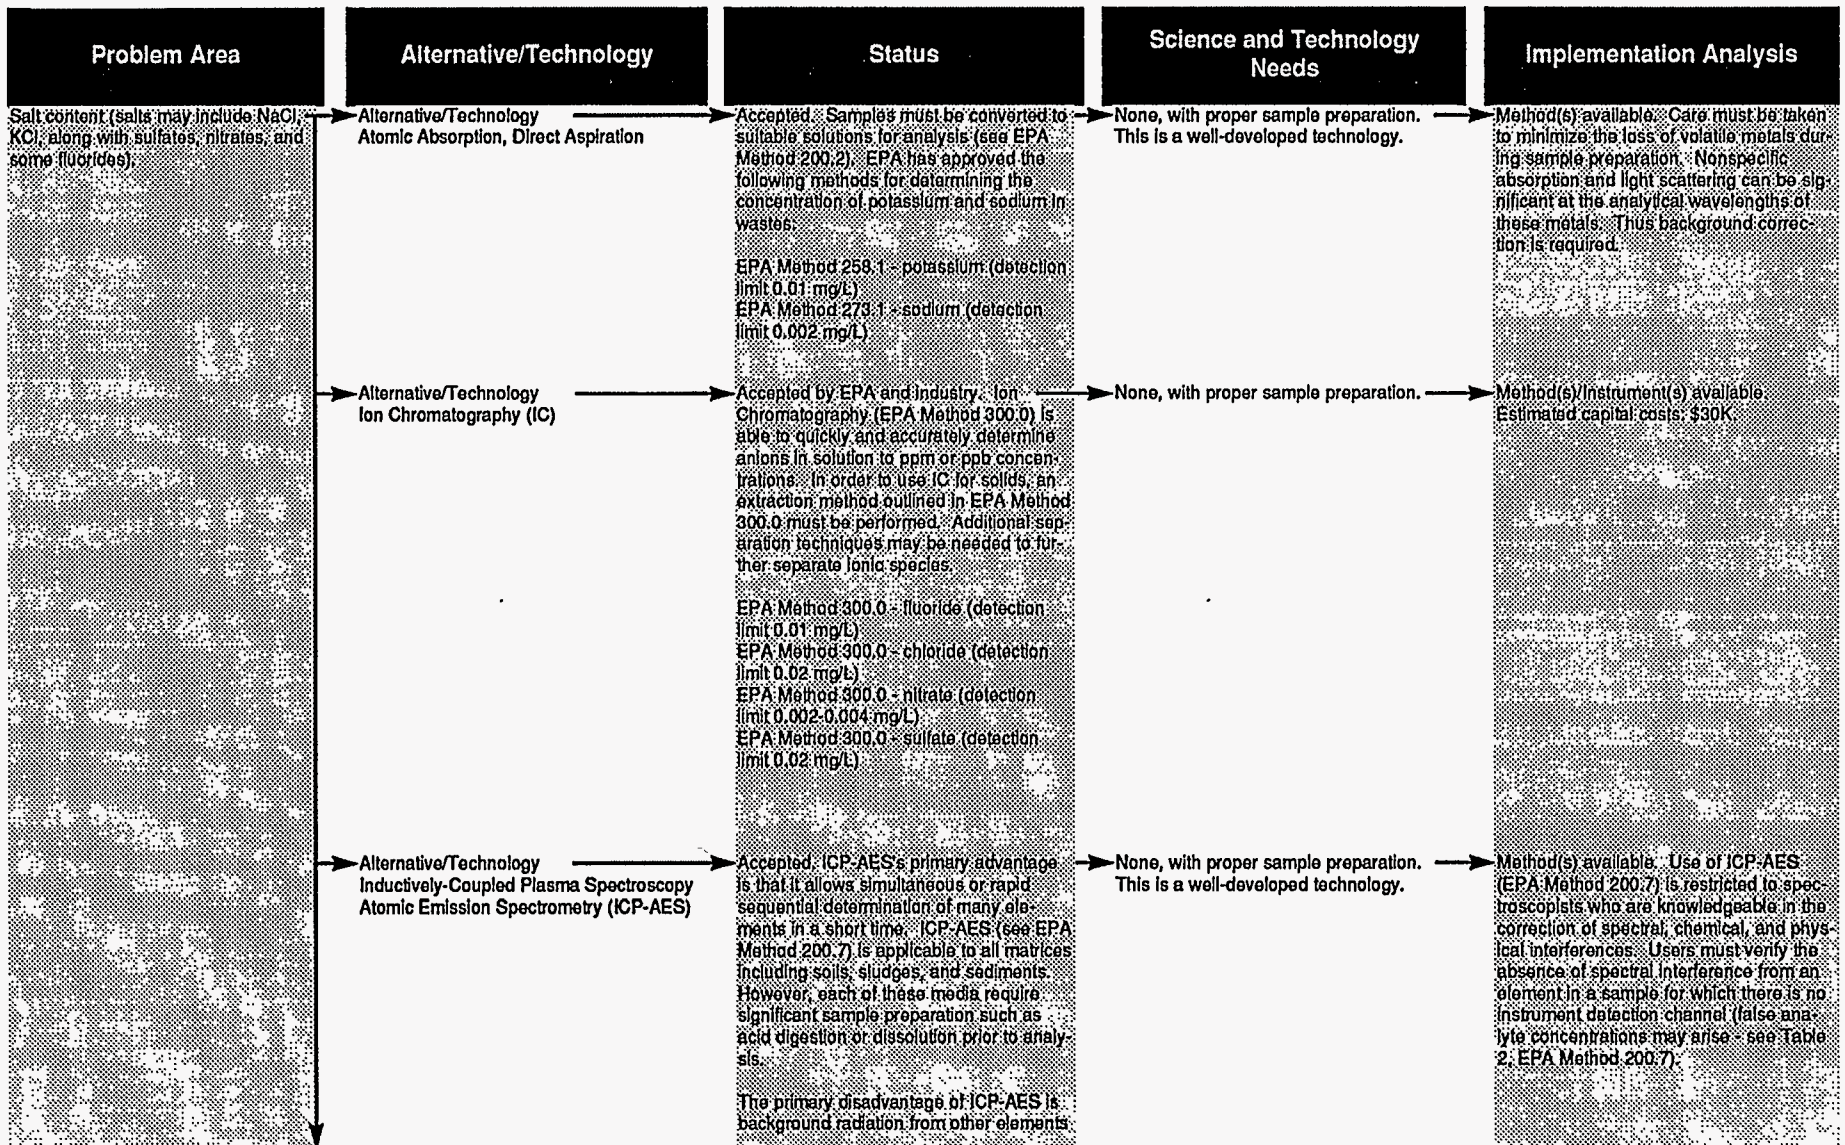 Problem Area
Alternative/Technology
Status
Science and Technology
Needs
Implementation Analysis
Salt content (salts may include NaCl,
KCl, along with sulfates, nitrates, and
some fluorides).
Alternative/Technology
Atomic Absorption, Direct Aspiration
Accepted. Samples must be converted to
suitable solutions for analysis (see EPA
Method 200.2). EPA has approved the
following methods for determining the
concentration of potassium and sodium in
wastes:
EPA Method 258.1 - potassium (detection
limit 0.01 mg/L)
EPA Method 273.1 - sodium (detection
limit 0.002 mg/L)
None, with proper sample preparation.
This is a well-developed technology.
Method(s) available. Care must be taken
to minimize the loss of volatile metals dur-
ing sample preparation. Nonspecific
absorption and light scattering can be sig-
nificant at the analytical wavelengths of
these metals. Thus background correc-
tion is required.
Alternative/Technology
Ion Chromatography (IC)
Accepted by EPA and Industry. Ion
Chromatography (EPA Method 300.0) is
able to quickly and accurately determine
anions in solution to ppm or ppb concen-
trations. In order to use IC for solids, an
extraction method outlined in EPA Method
300.0 must be performed. Additional sep-
aration techniques may be needed to fur-
ther separate ionic species.
EPA Method 300.0 - fluoride (detection
limit 0.01 mg/L)
EPA Method 300.0 - chloride (detection
limit 0.02 mg/L)
EPA Method 300.0 - nitrate (detection
limit 0.002-0.004 mg/L)
EPA Method 300.0 - sulfate (detection
limit 0.02 mg/L)
None, with proper sample preparation.
Method(s)/Instrument(s) available.
Estimated capital costs: $30K.
Alternative/Technology
Inductively-Coupled Plasma Spectroscopy
Atomic Emission Spectrometry (ICP-AES)
Accepted. ICP-AES's primary advantage
is that it allows simultaneous or rapid
sequential determination of many ele-
ments in a short time. ICP-AES (see EPA
Method 200.7) is applicable to all matrices
including soils, sludges, and sediments.
However, each of these media require
significant sample preparation such as
acid digestion or dissolution prior to analy-
sis.
The primary disadvantage of ICP-AES is
background radiation from other elements
None, with proper sample preparation.
This is a well-developed technology.
Method(s) available. Use of ICP-AES
(EPA Method 200.7) is restricted to spec-
troscopists who are knowledgeable in the
correction of spectral, chemical, and phys-
ical interferences. Users must verify the
absence of spectral interference from an
element in a sample for which there is no
instrument detection channel (false ana-
lyte concentrations may arise - see Table
2, EPA Method 200.7).